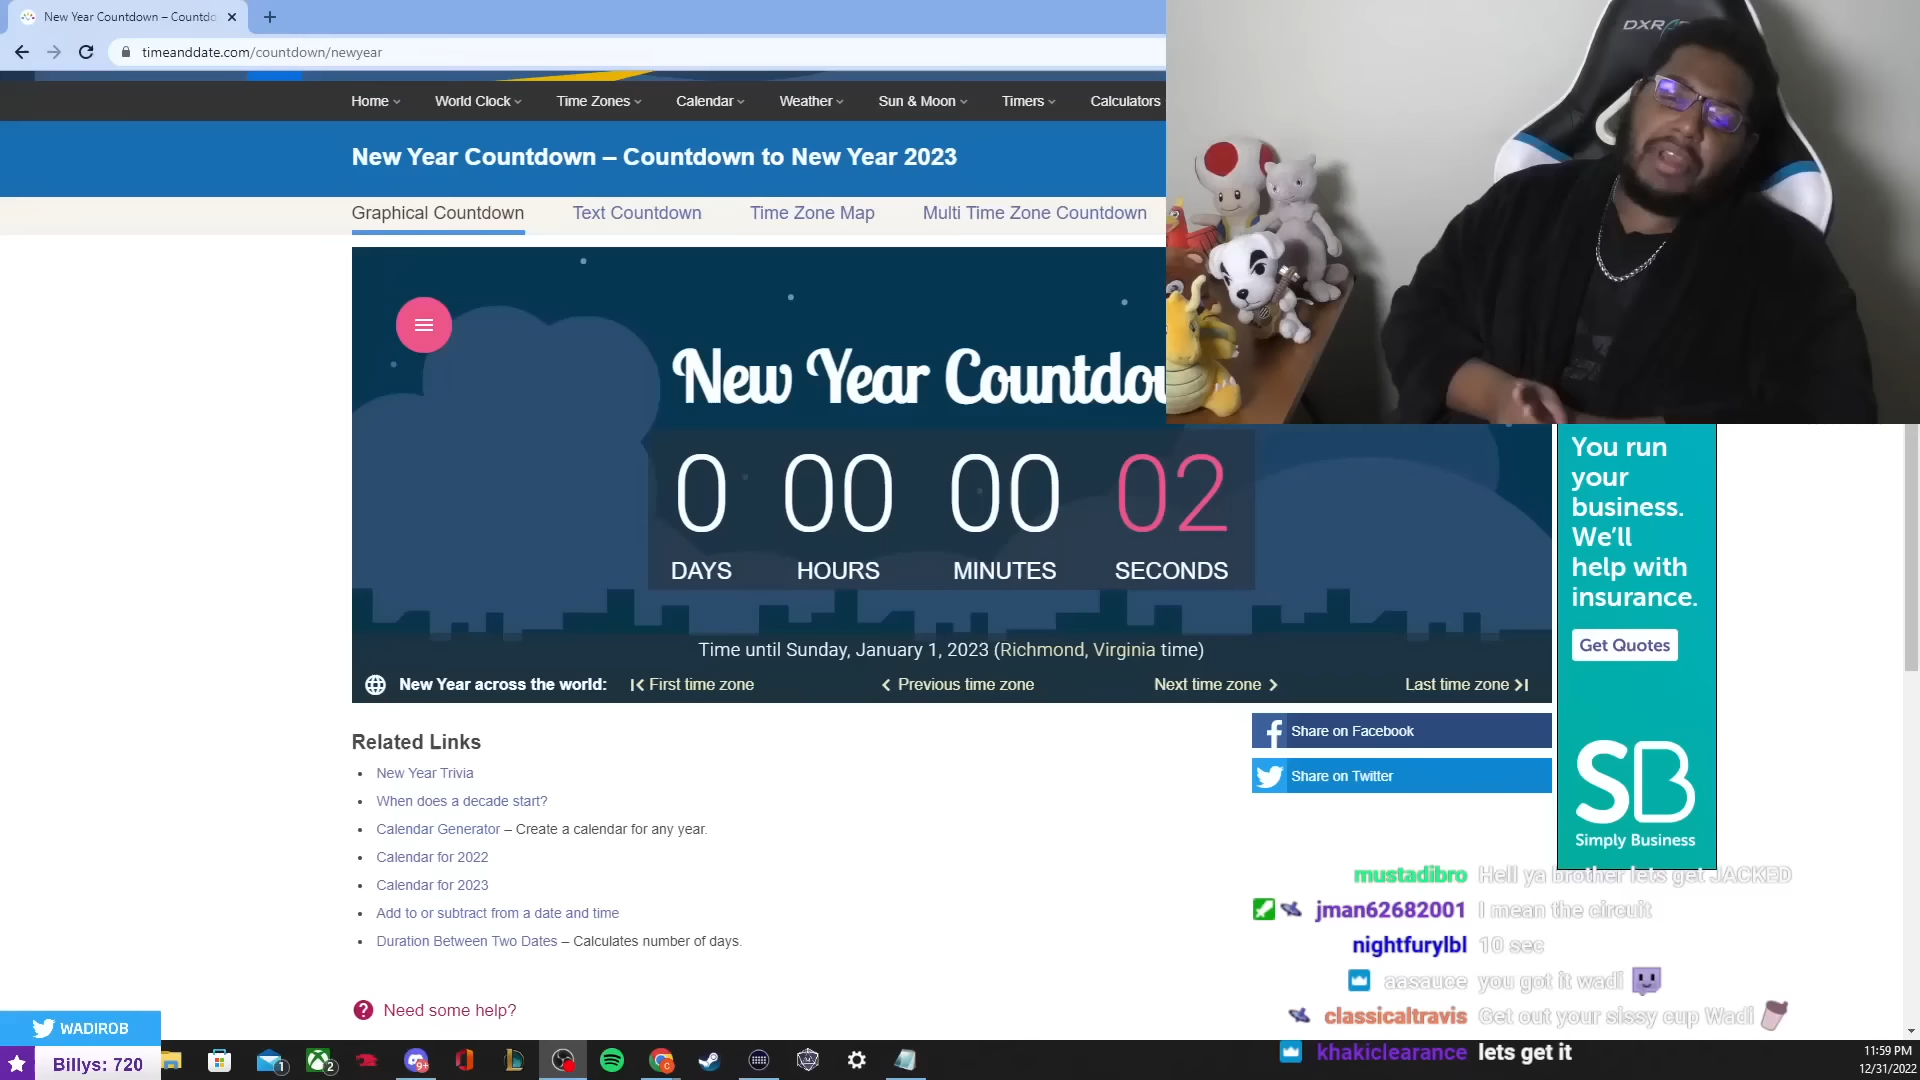 New Year Countdown – Countdo
timeanddate.com/countdown/newyear
Home
World Clock
Time Zones
Calendar
Weather
Sun & Moon
Timers
Calculators
New Year Countdown – Countdown to New Year 2023
Graphical Countdown
Text Countdown
Time Zone Map
Multi Time Zone Countdown
New Year Countdow
0 00 00 02
DAYS HOURS MINUTES SECONDS
Time until Sunday, January 1, 2023 (Richmond, Virginia time)
New Year across the world:
First time zone
Previous time zone
Next time zone
Last time zone
You run
your
business.
We'll
help with
insurance.
Get Quotes
SB
Simply Business
Share on Facebook
Share on Twitter
Related Links
New Year Trivia
When does a decade start?
Calendar Generator – Create a calendar for any year.
Calendar for 2022
Calendar for 2023
Add to or subtract from a date and time
Duration Between Two Dates – Calculates number of days.
Need some help?
mustadibro Hell ya brother lets get JACKED
jman62682001 I mean the circuit
nightfurylbl 10 sec
aasauce you got it wadi
classicaltravis Get out your sissy cup Wadi
khakiclearance lets get it
WADIROB
Billys: 720
1
2
9+
11:59 PM
12/31/2022